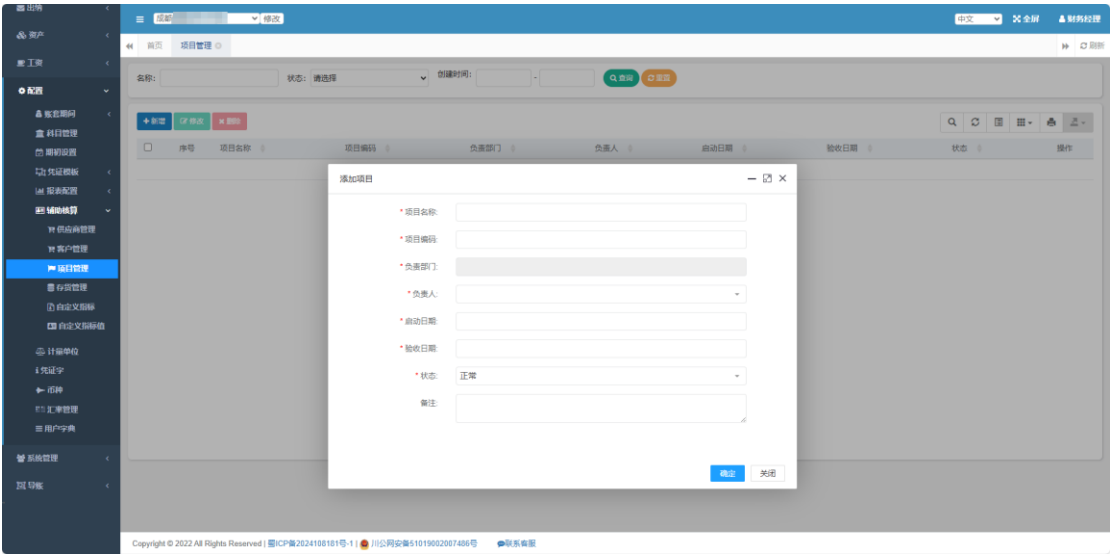 出纳
成都 修改 中文 全屏 财务经理
资产
首页 项目管理 刷新
工资
名称: 状态: 请选择 创建时间: - 查询 重置
配置
账套期间
新增 修改 删除
科目管理
序号 项目名称 项目编码 负责部门 负责人 启动日期 验收日期 状态 操作
期初设置
凭证模板
报表配置
辅助核算
供应商管理
客户管理
项目管理
存货管理
自定义指标
自定义指标值
计量单位
凭证字
币种
汇率管理
用户字典
系统管理
导账
添加项目
* 项目名称:
* 项目编码:
* 负责部门:
* 负责人:
* 启动日期:
* 验收日期:
* 状态: 正常
备注:
确定 关闭
Copyright © 2022 All Rights Reserved | 蜀ICP备2024108181号-1 | 川公网安备51019002007486号 联系客服